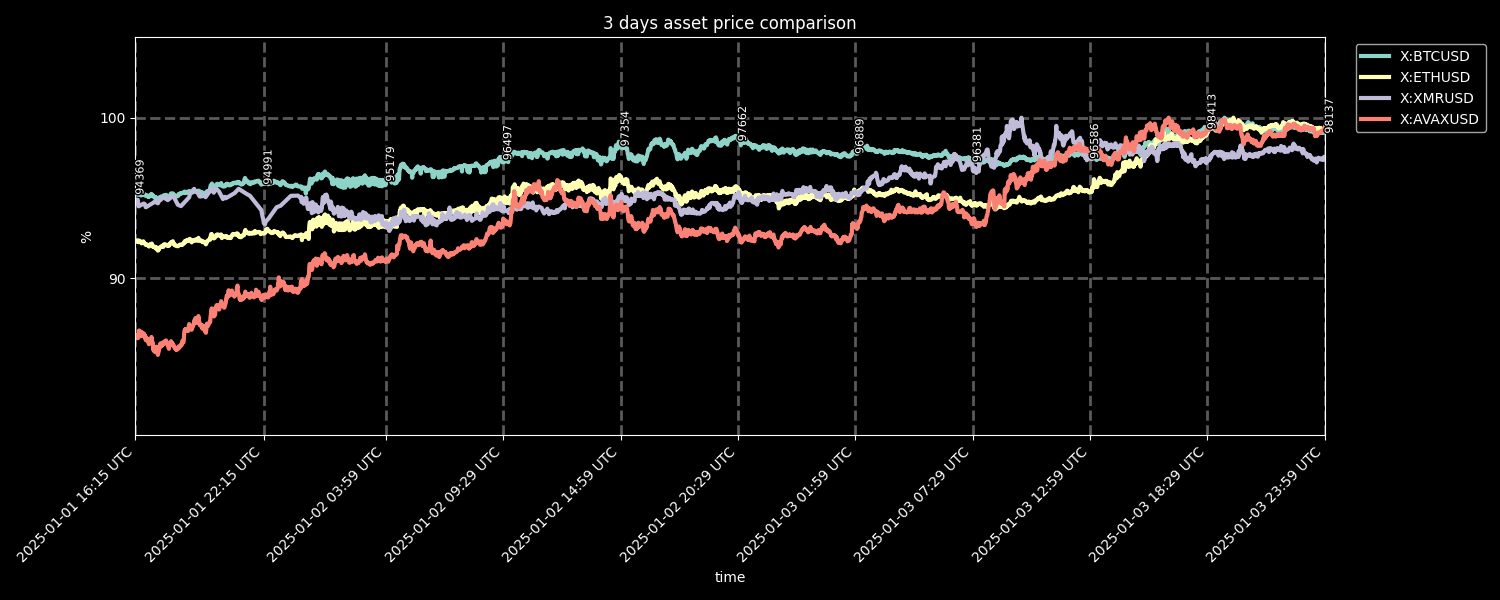 3 days asset price comparison
X:BTCUSD
X:ETHUSD
X:XMRUSD
X:AVAXUSD
100
90
%
94369
94991
95179
96497
97354
97662
96889
96381
96586
98413
98137
2025-01-01 16:15 UTC
2025-01-01 22:15 UTC
2025-01-02 03:59 UTC
2025-01-02 09:29 UTC
2025-01-02 14:59 UTC
2025-01-02 20:29 UTC
2025-01-03 01:59 UTC
2025-01-03 07:29 UTC
2025-01-03 12:59 UTC
2025-01-03 18:29 UTC
2025-01-03 23:59 UTC
time